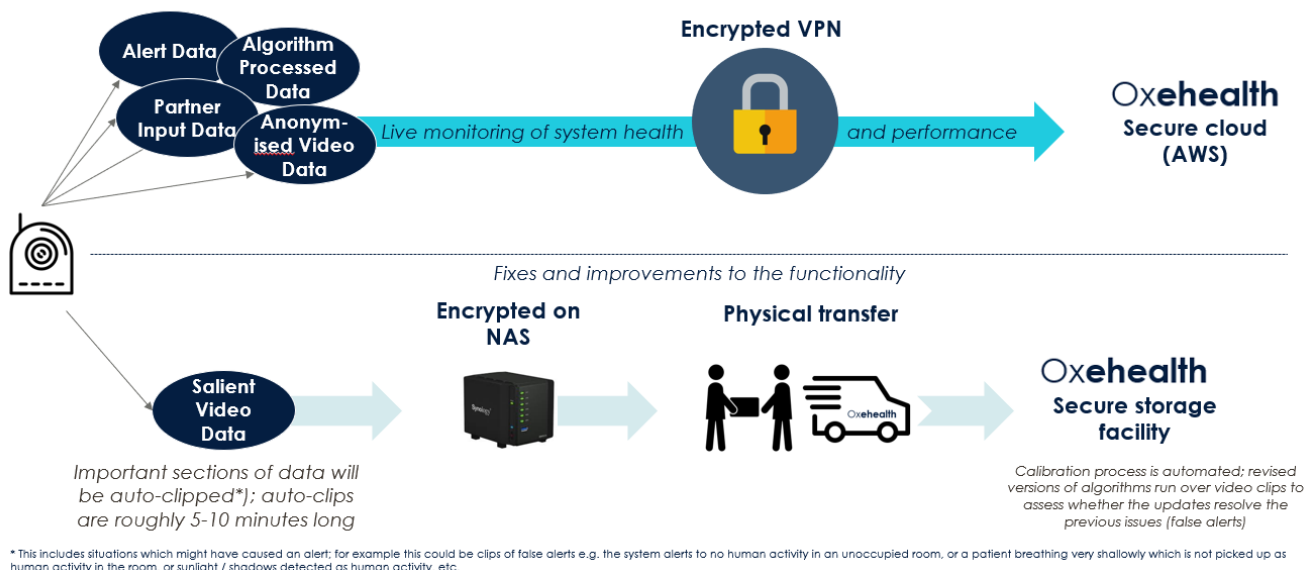 Alert Data
Algorithm
Processed
Data
Partner
Input Data
Anonym-
ised Video
Data
Live monitoring of system health
Encrypted VPN
and performance
Oxehealth
Secure cloud
(AWS)
Fixes and improvements to the functionality
Salient
Video
Data
Important sections of data will
be auto-clipped*); auto-clips
are roughly 5-10 minutes long
Encrypted on
NAS
Synology
Physical transfer
Oxehealth
Oxehealth
Secure storage
facility
Calibration process is automated; revised
versions of algorithms run over video clips to
assess whether the updates resolve the
previous issues (false alerts)
* This includes situations which might have caused an alert; for example this could be clips of false alerts e.g. the system alerts to no human activity in an unoccupied room, or a patient breathing very shallowly which is not picked up as
human activity in the room, or sunlight / shadows detected as human activity, etc